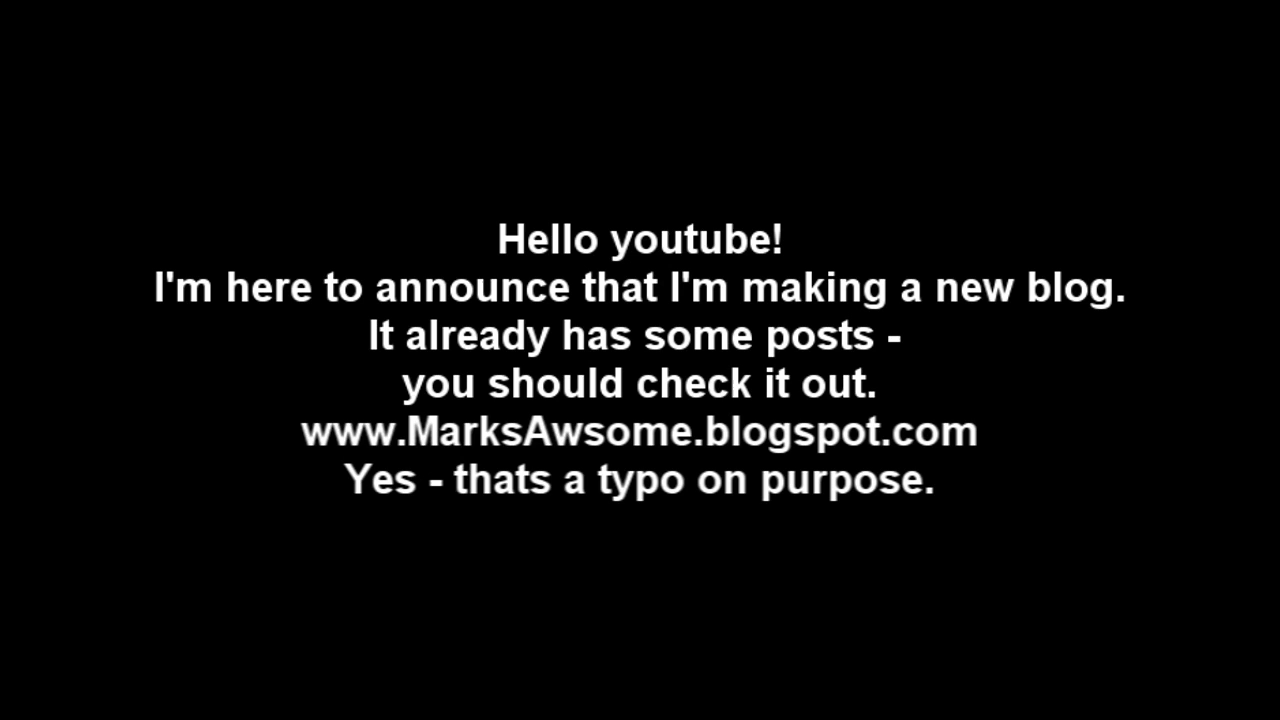 Hello youtube!
I'm here to announce that I'm making a new blog.
It already has some posts -
you should check it out.
www.MarksAwsome.blogspot.com
Yes - thats a typo on purpose.